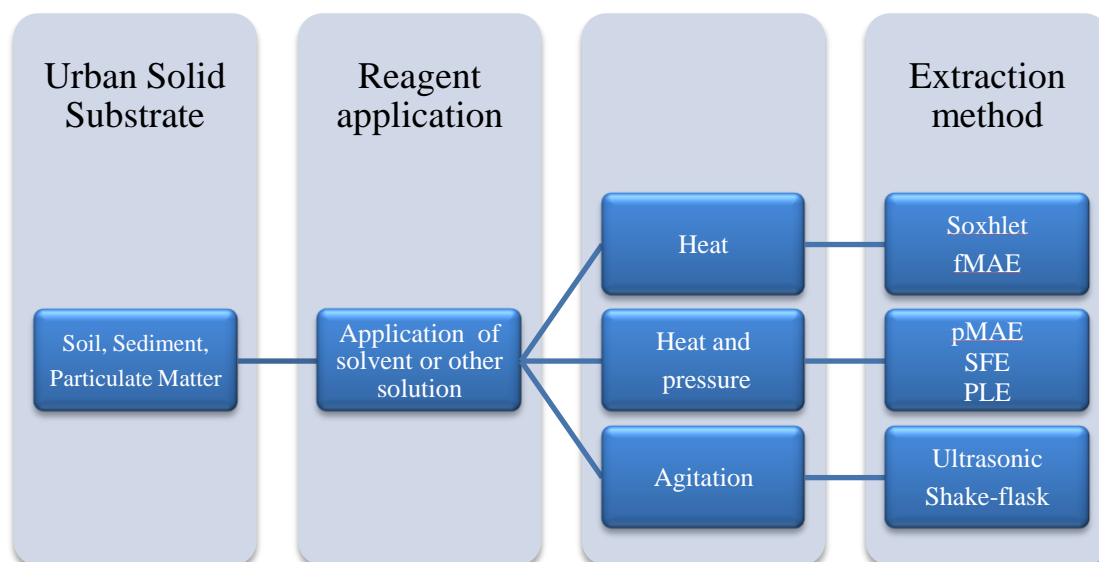 Urban Solid
Substrate
Reagent
application
Extraction
method
Soil, Sediment,
Particulate Matter
Application of
solvent or other
solution
Heat
Heat and
pressure
Agitation
Soxhlet
fMAE
pMAE
SFE
PLE
Ultrasonic
Shake-flask